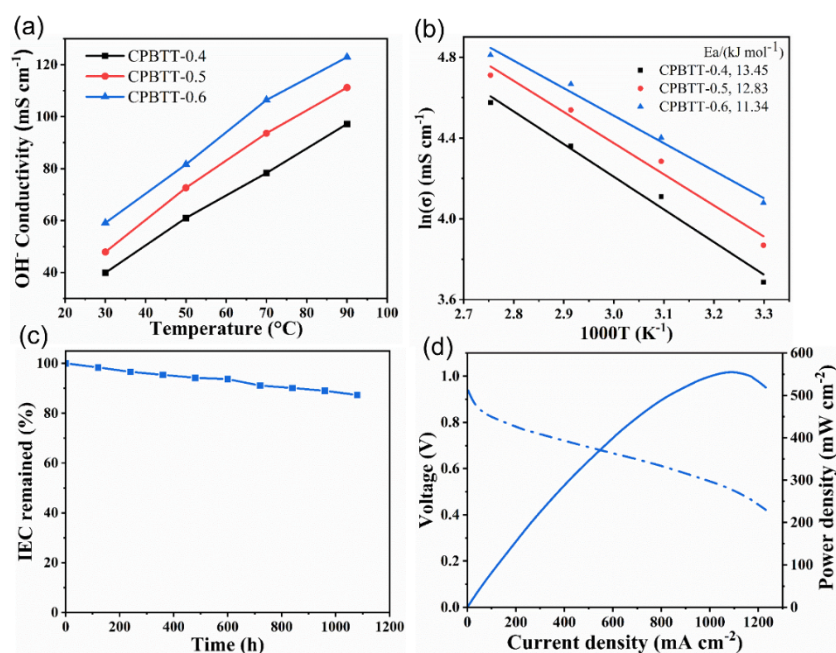 (a)
OH⁻ Conductivity (mS cm⁻¹)
120
100
80
60
40
CPBTT-0.4
CPBTT-0.5
CPBTT-0.6
20 30 40 50 60 70 80 90 100
Temperature (°C)
(b)
ln(σ) (mS cm⁻¹)
4.8
4.4
4.0
3.6
Ea/(kJ mol⁻¹)
CPBTT-0.4, 13.45
CPBTT-0.5, 12.83
CPBTT-0.6, 11.34
2.7 2.8 2.9 3.0 3.1 3.2 3.3
1000T (K⁻¹)
(c)
IEC remained (%)
100
80
60
40
20
0
0 200 400 600 800 1000 1200
Time (h)
(d)
Voltage (V)
1.0
0.8
0.6
0.4
0.2
0.0
0 200 400 600 800 1000 1200
Current density (mA cm⁻²)
600
500
400
300
200
100
0
Power density (mW cm⁻²)